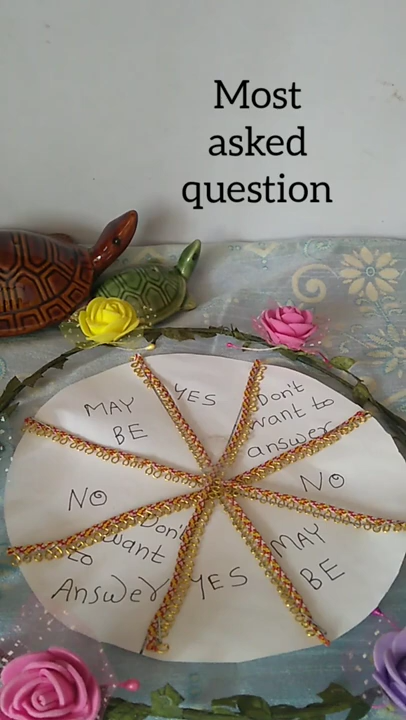 Most
asked
question
YES
Don't
want to
answer
NO
MAY
BE
YES
Don't
want
to
Answer
NO
MAY
BE